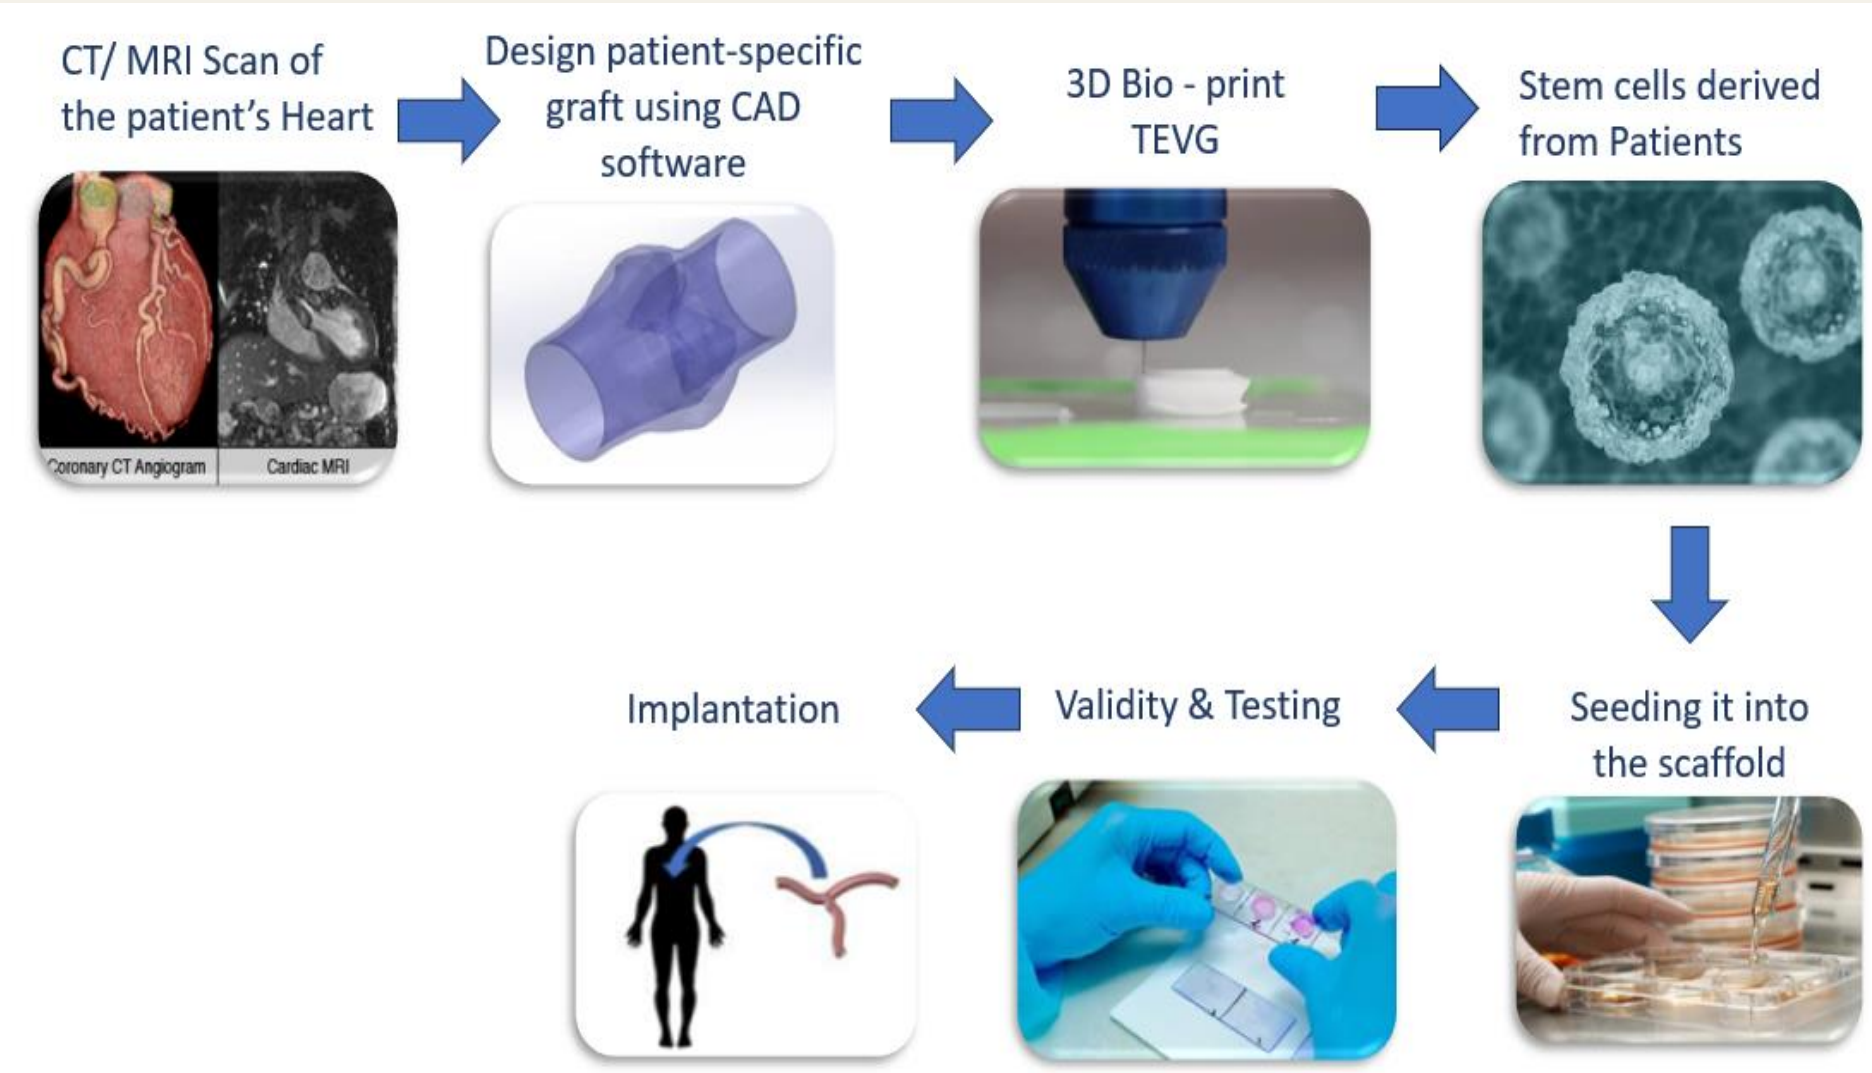 CT/ MRI Scan of
the patient's Heart
Design patient-specific
graft using CAD
software
3D Bio - print
TEVG
Stem cells derived
from Patients
Coronary CT Angiogram
Cardiac MRI
Seeding it into
the scaffold
Validity & Testing
Implantation